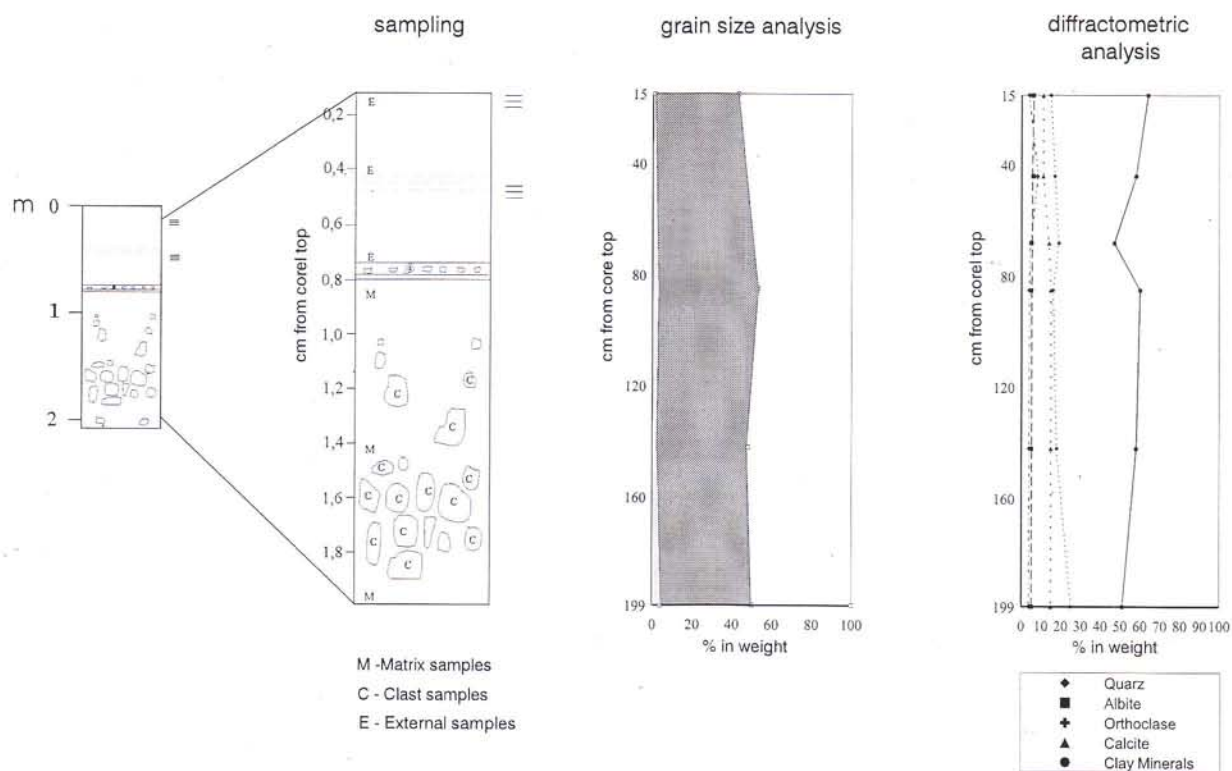 sampling
grain size analysis
diffractometric
analysis
m
0
1
2
cm from corel top
0,2
0,4
0,6
0,8
1.0
1,2
1,4
1,6
1,8
E
E
E
M
C
C
C
M
C
C
C
C
C
C
C
C
C
C
M
M -Matrix samples
C - Clast samples
E - External samples
cm from core top
15
40
80
120
160
199
0 20 40 60 80 100
% in weight
cm from corel top
15
40
80
120
160
199
0 10 20 30 40 50 60 70 80 90 100
% in weight
Quarz
Albite
Orthoclase
Calcite
Clay Minerals